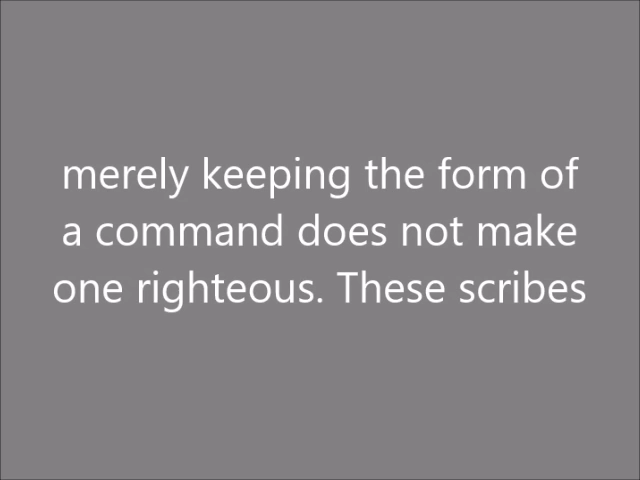 merely keeping the form of
a command does not make
one righteous. These scribes